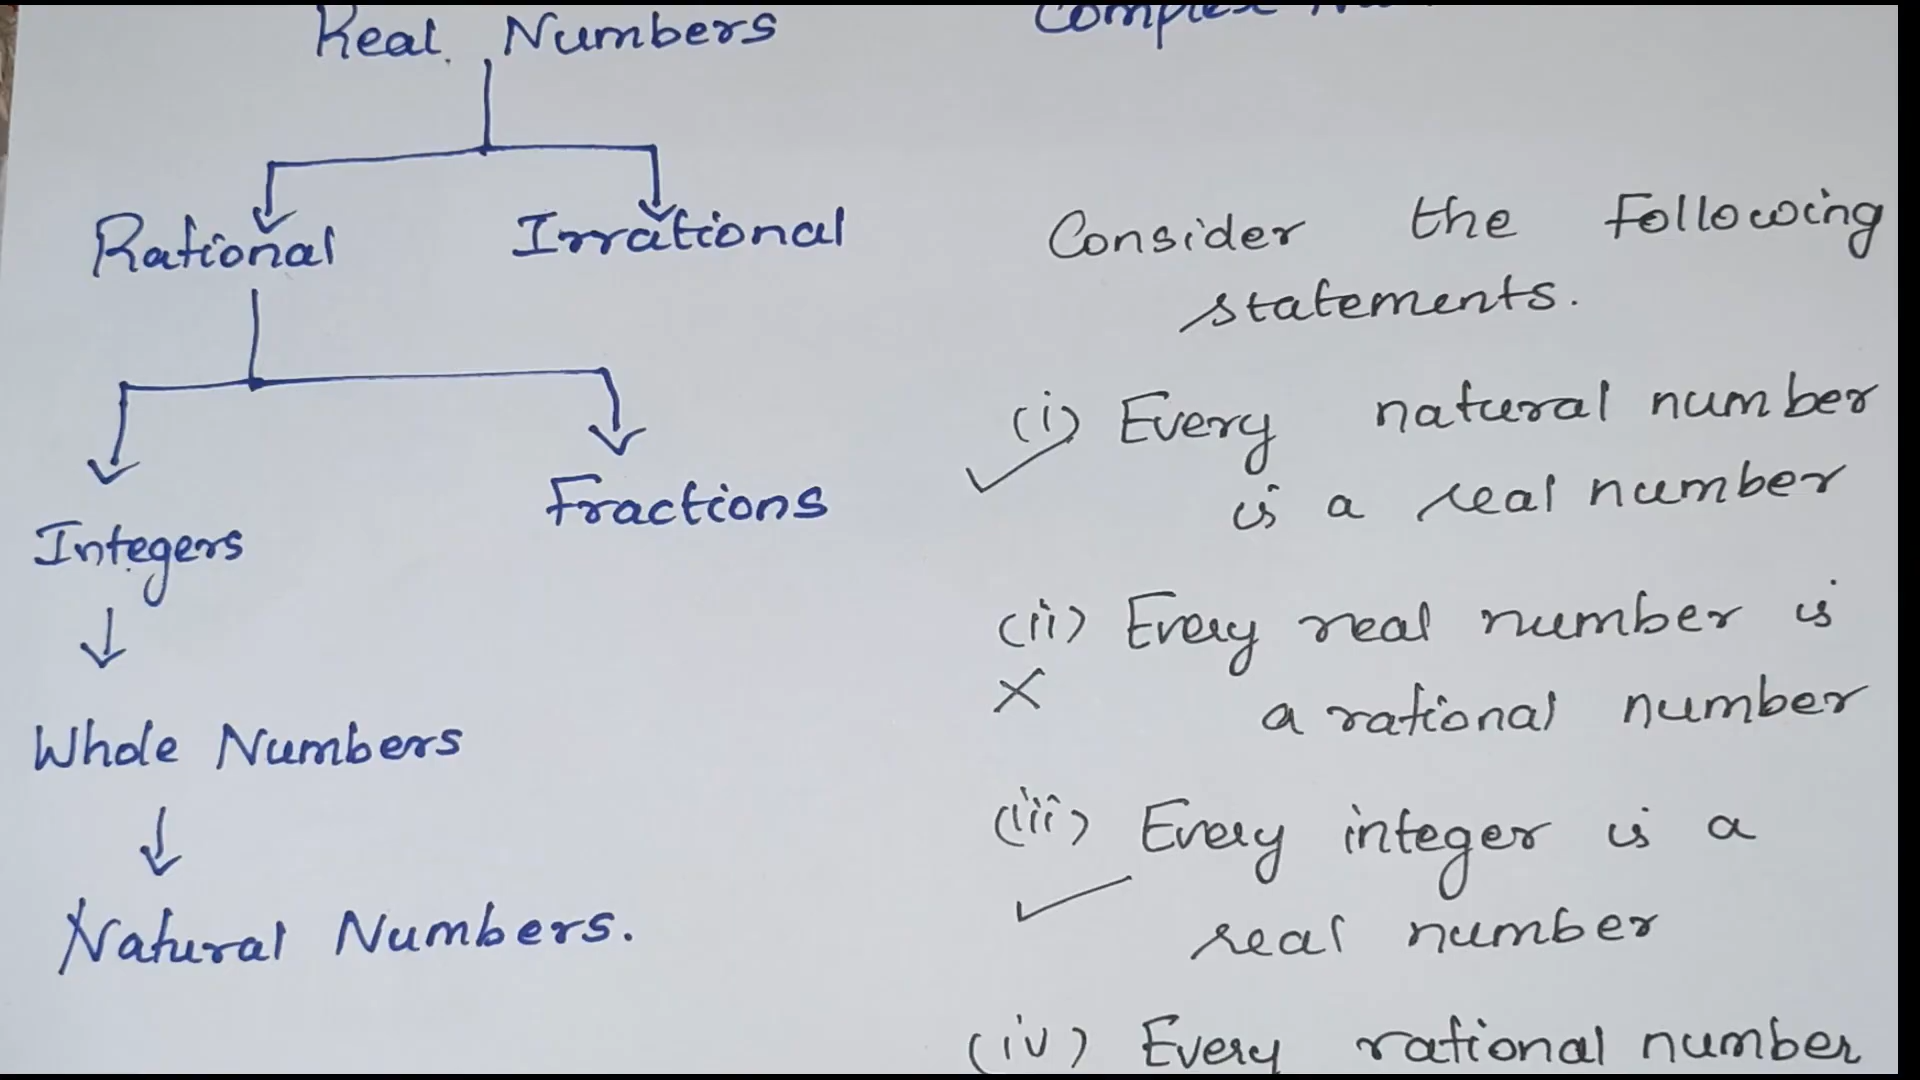 Real Numbers
Rational
Irrational
Integers
Fractions
Whole Numbers
Natural Numbers.
Complex
Consider the following
statements.
(i) Every natural number
is a real number
(ii) Every real number is
a rational number
(iii) Every integer is a
real number
(iv) Every rational number